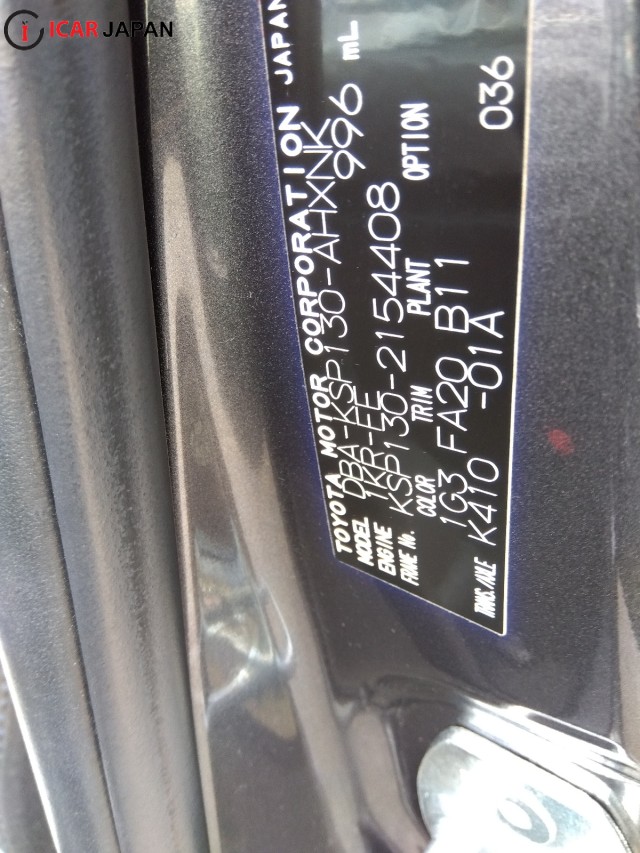 ICAR JAPAN
TOYOTA MOTOR CORPORATION JAPAN
MODEL DBA-KSP130-AHXNK
ENGINE 1KR-FE 996 mL
FRAME No. KSP130-2154408
COLOR TRIM PLANT OPTION
1G3 FA20 B11
TRANS./AXLE K410 -01A 036